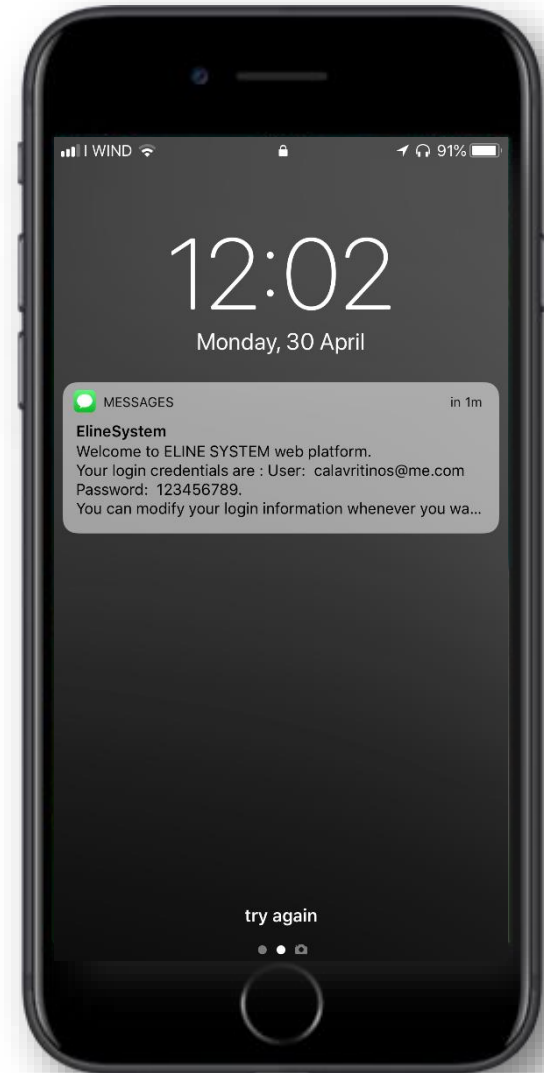 I WIND 91%
12:02
Monday, 30 April
MESSAGES in 1m
ElineSystem
Welcome to ELINE SYSTEM web platform.
Your login credentials are : User: calavritinos@me.com
Password: 123456789.
You can modify your login information whenever you wa...
try again